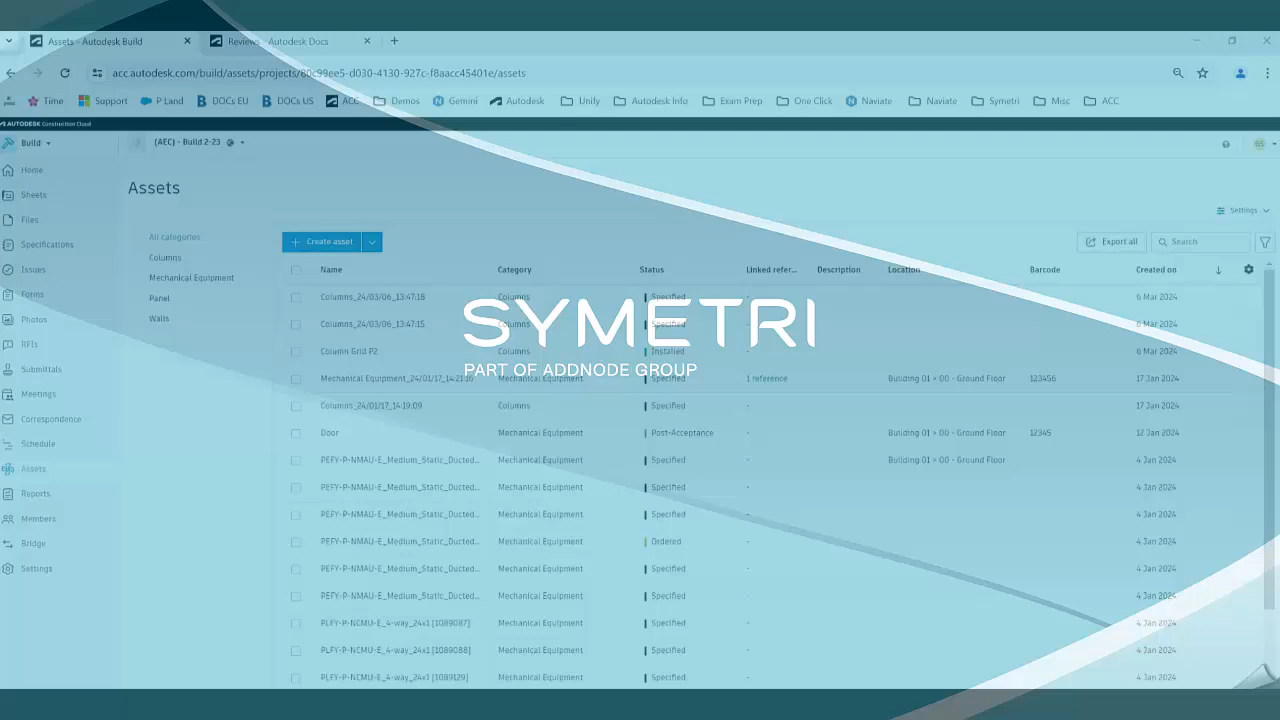 Assets - Autodesk Build
Reviews - Autodesk Docs
acc.autodesk.com/build/assets/projects/60c99ee5-d030-4130-927c-f8aacc45401e/assets
Time Support P Land DOCs EU DOCs US ACC Demos Gemini Autodesk Unify Autodesk Info Exam Prep One Click Naviate Naviate Symetri Misc ACC
AUTODESK Construction Cloud
Build
(AEC) - Build 2-23
GS
Home
Sheets
Files
Specifications
Issues
Forms
Photos
RFIs
Submittals
Meetings
Correspondence
Schedule
Assets
Reports
Members
Bridge
Settings
Assets
Settings
All categories
Columns
Mechanical Equipment
Panel
Walls
Create asset
Export all
Search
Name Category Status Linked refer... Description Location Barcode Created on
Columns_24/03/06_13:47:18 Columns Specified - 6 Mar 2024
Columns_24/03/06_13:47:15 Columns Specified 6 Mar 2024
Column Grid P2 Columns Installed - 6 Mar 2024
Mechanical Equipment_24/01/17_14:21:16 Mechanical Equipment Specified 1 reference Building 01 > 00 - Ground Floor 123456 17 Jan 2024
Columns_24/01/17_14:19:09 Columns Specified - 17 Jan 2024
Door Mechanical Equipment Post-Acceptance - Building 01 > 00 - Ground Floor 12345 12 Jan 2024
PEFY-P-NMAU-E_Medium_Static_Ducted... Mechanical Equipment Specified - Building 01 > 00 - Ground Floor 4 Jan 2024
PEFY-P-NMAU-E_Medium_Static_Ducted... Mechanical Equipment Specified - 4 Jan 2024
PEFY-P-NMAU-E_Medium_Static_Ducted... Mechanical Equipment Specified - 4 Jan 2024
PEFY-P-NMAU-E_Medium_Static_Ducted... Mechanical Equipment Ordered - 4 Jan 2024
PEFY-P-NMAU-E_Medium_Static_Ducted... Mechanical Equipment Specified - 4 Jan 2024
PEFY-P-NMAU-E_Medium_Static_Ducted... Mechanical Equipment Specified - 4 Jan 2024
PLFY-P-NCMU-E_4-way_24x1 [1089087] Mechanical Equipment Specified - 4 Jan 2024
PLFY-P-NCMU-E_4-way_24x1 [1089088] Mechanical Equipment Specified - 4 Jan 2024
PLFY-P-NCMU-E_4-way_24x1 [1089129] Mechanical Equipment Specified - 4 Jan 2024
SYMETRI
PART OF ADDNODE GROUP